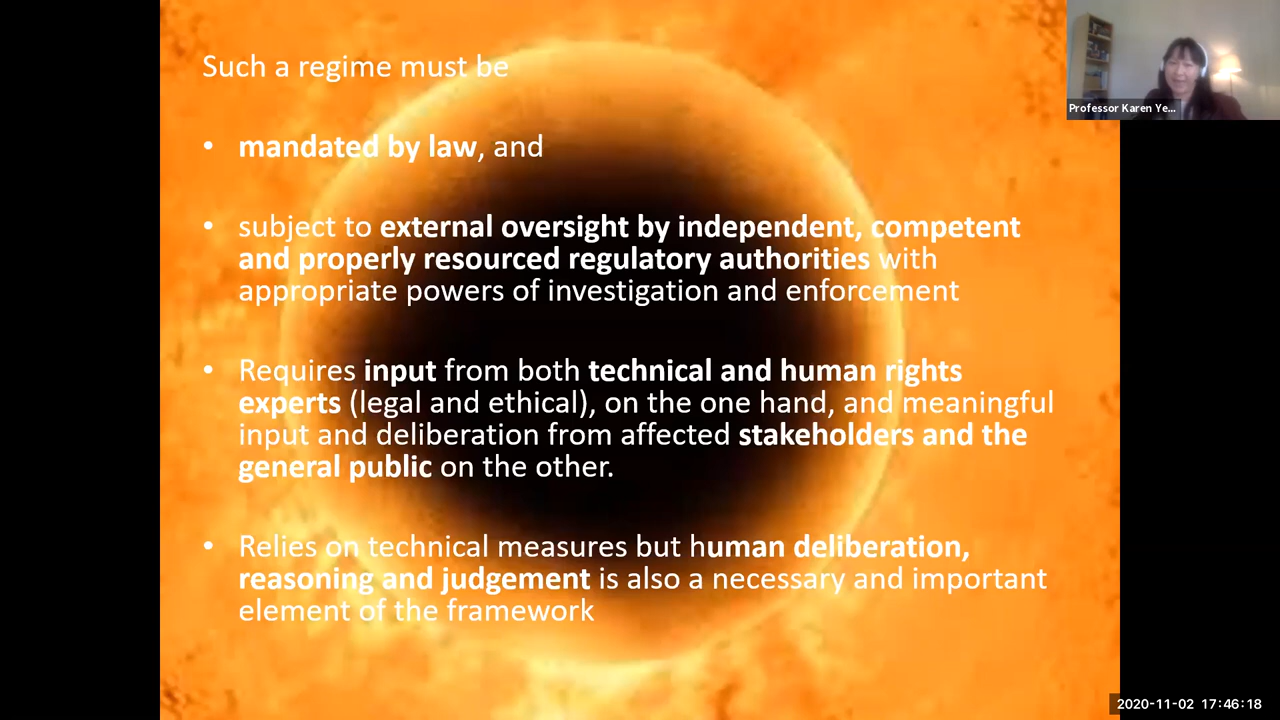 Such a regime must be
• mandated by law, and
• subject to external oversight by independent, competent
and properly resourced regulatory authorities with
appropriate powers of investigation and enforcement
• Requires input from both technical and human rights
experts (legal and ethical), on the one hand, and meaningful
input and deliberation from affected stakeholders and the
general public on the other.
• Relies on technical measures but human deliberation,
reasoning and judgement is also a necessary and important
element of the framework
Professor Karen Ye...
2020-11-02 17:46:18